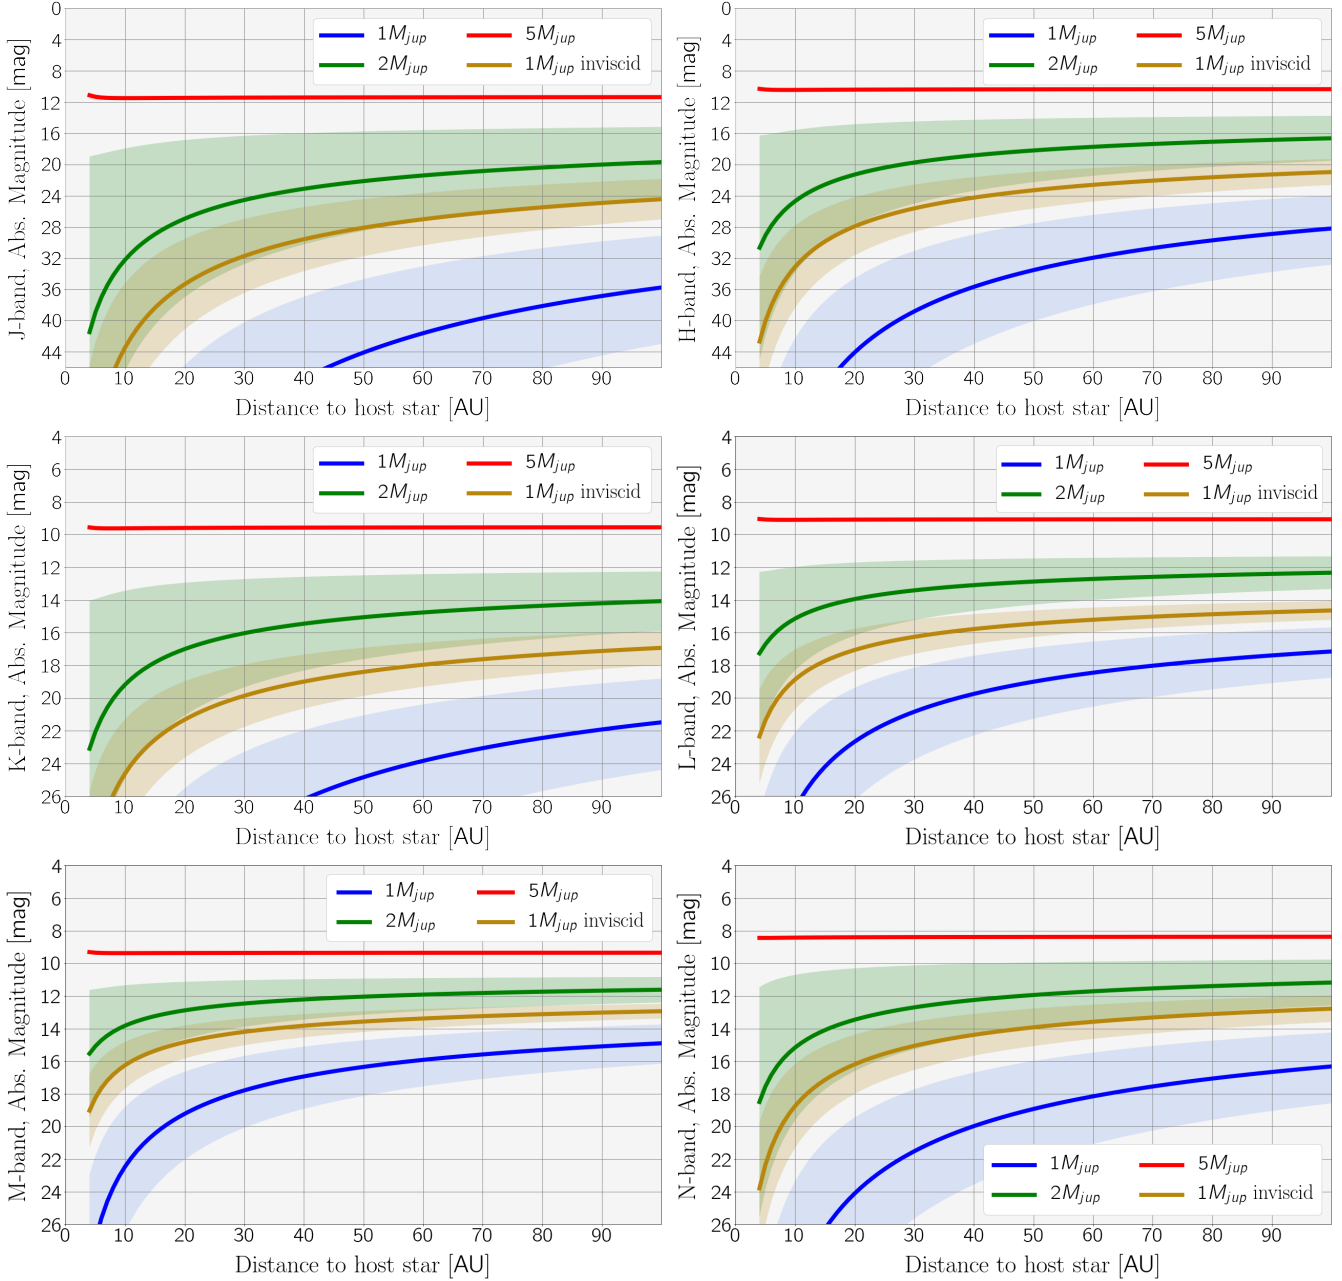 J-band, Abs. Magnitude [mag]
0
4
8
12
16
20
24
28
32
36
40
44
1M_jup 5M_jup
2M_jup 1M_jup inviscid
0 10 20 30 40 50 60 70 80 90
Distance to host star [AU]
H-band, Abs. Magnitude [mag]
0
4
8
12
16
20
24
28
32
36
40
44
1M_jup 5M_jup
2M_jup 1M_jup inviscid
0 10 20 30 40 50 60 70 80 90
Distance to host star [AU]
K-band, Abs. Magnitude [mag]
4
6
8
10
12
14
16
18
20
22
24
26
1M_jup 5M_jup
2M_jup 1M_jup inviscid
0 10 20 30 40 50 60 70 80 90
Distance to host star [AU]
L-band, Abs. Magnitude [mag]
4
6
8
10
12
14
16
18
20
22
24
26
1M_jup 5M_jup
2M_jup 1M_jup inviscid
0 10 20 30 40 50 60 70 80 90
Distance to host star [AU]
M-band, Abs. Magnitude [mag]
4
6
8
10
12
14
16
18
20
22
24
26
1M_jup 5M_jup
2M_jup 1M_jup inviscid
0 10 20 30 40 50 60 70 80 90
Distance to host star [AU]
N-band, Abs. Magnitude [mag]
4
6
8
10
12
14
16
18
20
22
24
26
1M_jup 5M_jup
2M_jup 1M_jup inviscid
0 10 20 30 40 50 60 70 80 90
Distance to host star [AU]